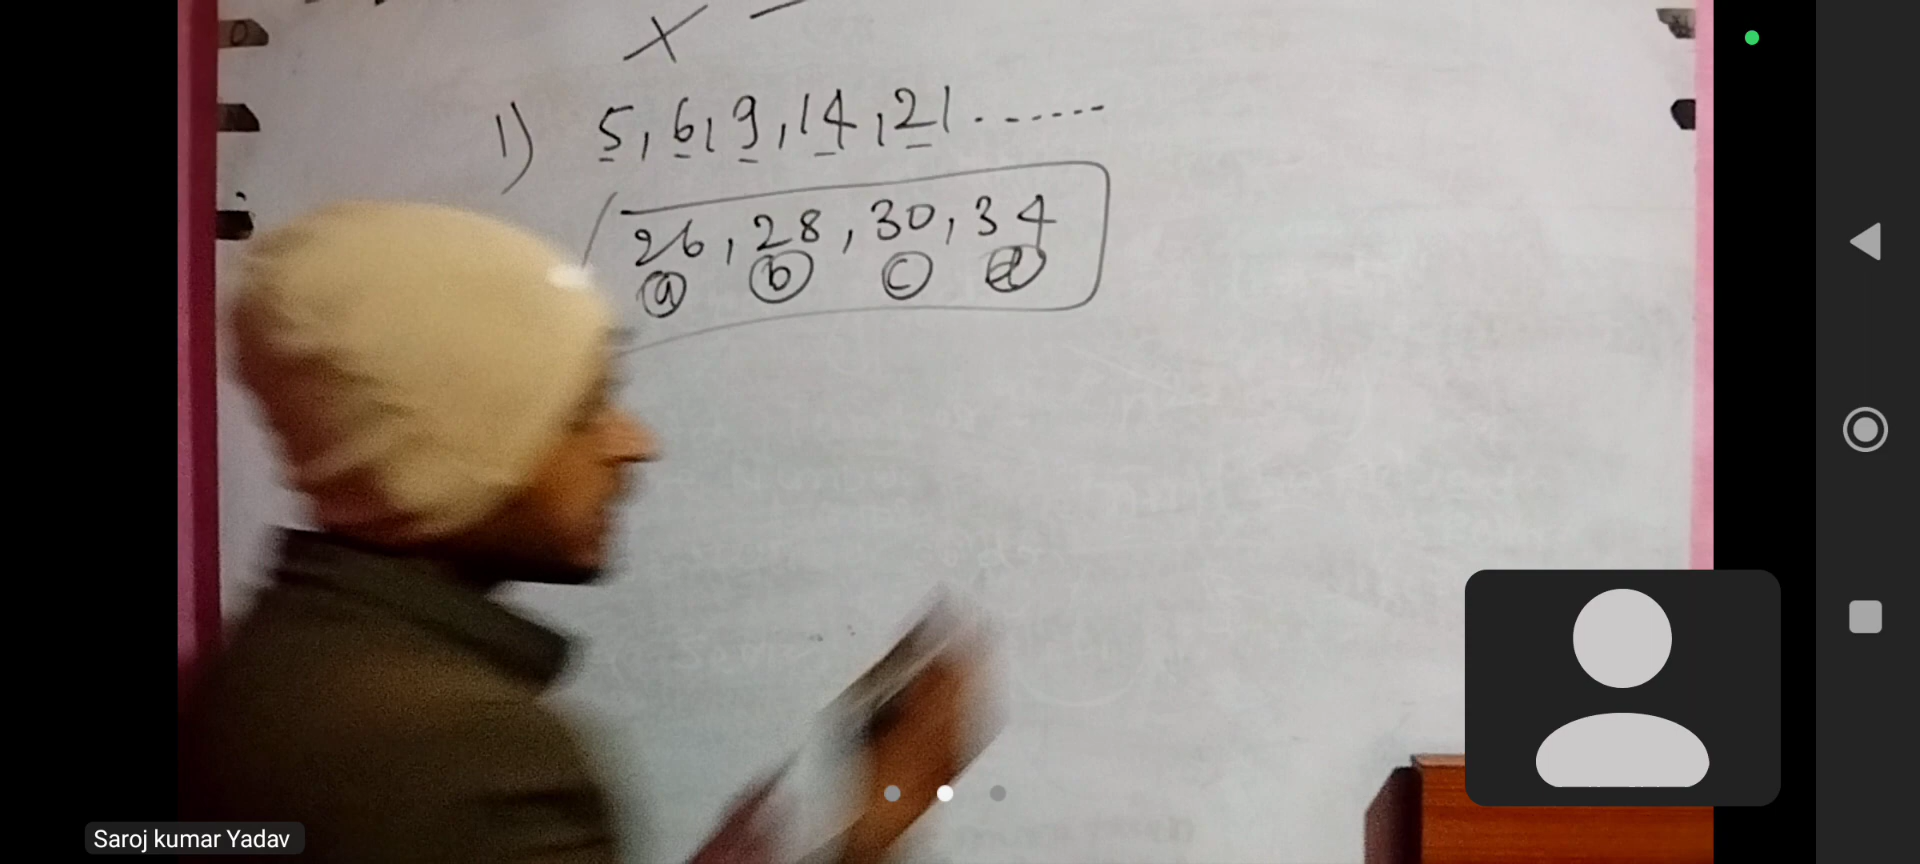 X
1) 5, 6, 9, 14, 21.......
26, 28, 30, 34
a b c d
Saroj kumar Yadav